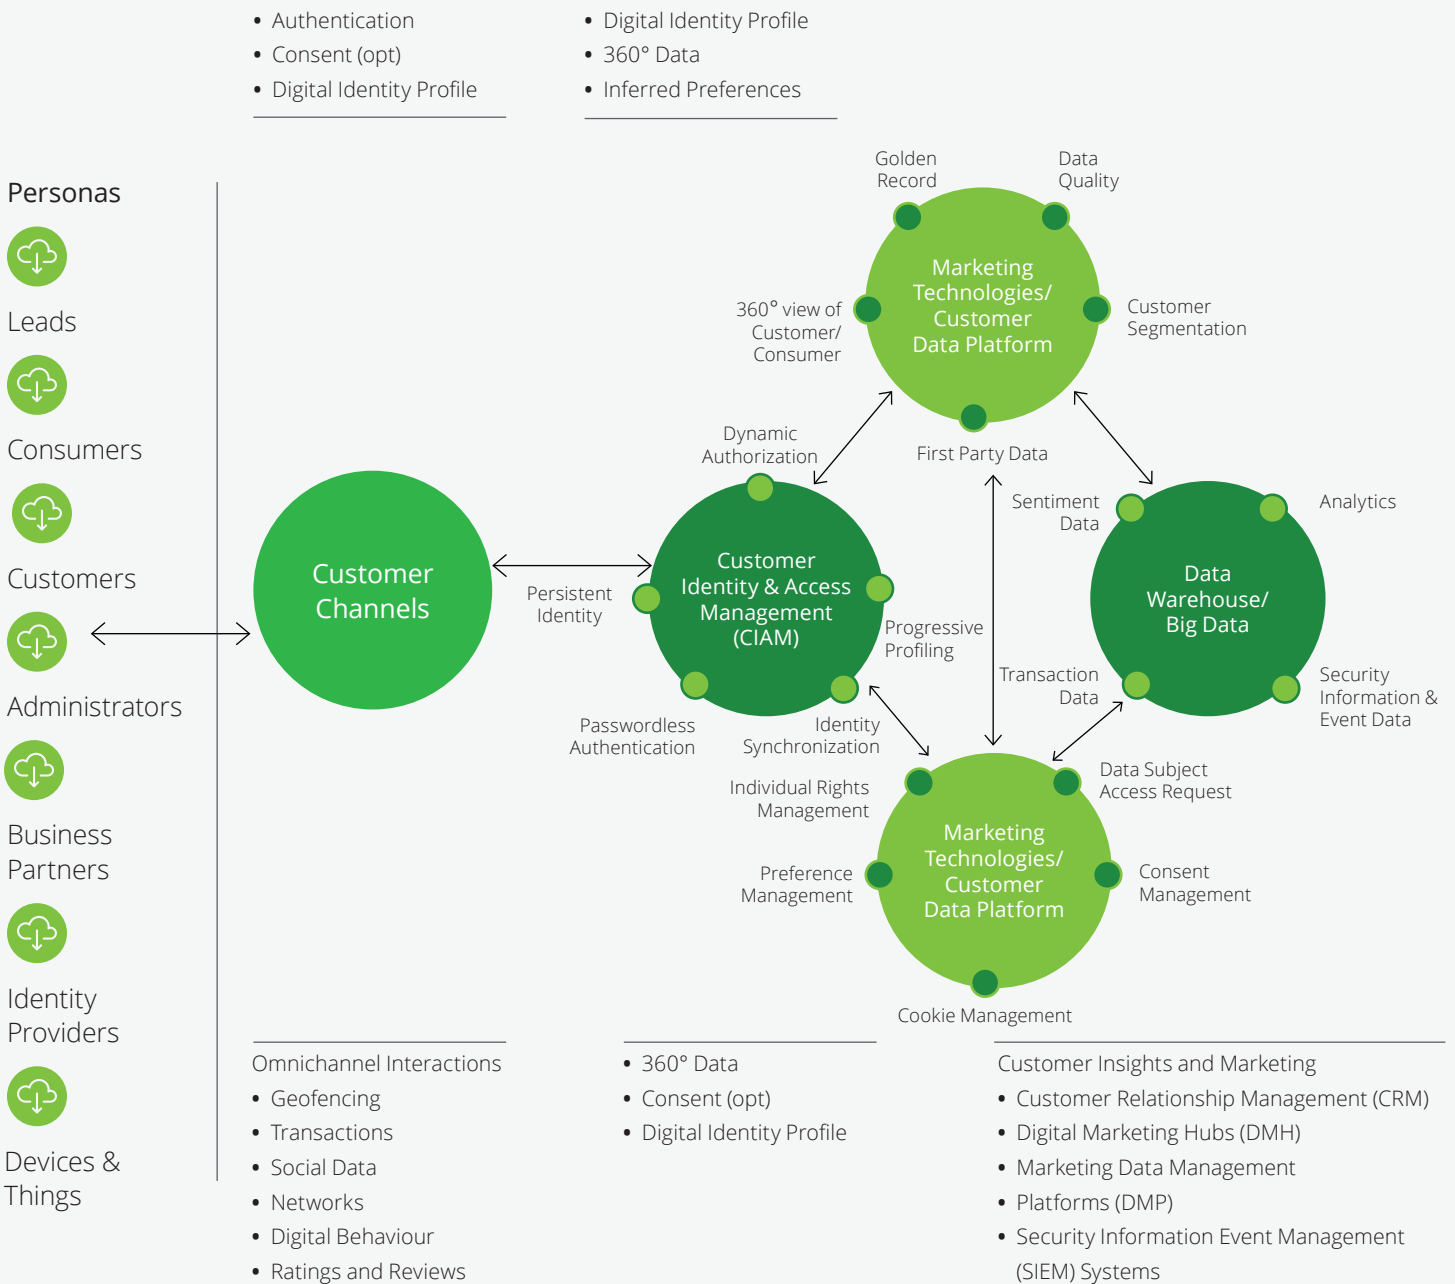 • Authentication
• Consent (opt)
• Digital Identity Profile
• Digital Identity Profile
• 360° Data
• Inferred Preferences
Personas
Leads
Consumers
Customers
Administrators
Business
Partners
Identity
Providers
Devices &
Things
Customer
Channels
Persistent
Identity
Golden
Record
Data
Quality
Marketing
Technologies/
Customer
Data Platform
360° view of
Customer/
Consumer
Customer
Segmentation
First Party Data
Dynamic
Authorization
Customer
Identity & Access
Management
(CIAM)
Progressive
Profiling
Passwordless
Authentication
Identity
Synchronization
Sentiment
Data
Analytics
Data
Warehouse/
Big Data
Transaction
Data
Security
Information &
Event Data
Individual Rights
Management
Data Subject
Access Request
Marketing
Technologies/
Customer
Data Platform
Preference
Management
Consent
Management
Cookie Management
Omnichannel Interactions
• Geofencing
• Transactions
• Social Data
• Networks
• Digital Behaviour
• Ratings and Reviews
• 360° Data
• Consent (opt)
• Digital Identity Profile
Customer Insights and Marketing
• Customer Relationship Management (CRM)
• Digital Marketing Hubs (DMH)
• Marketing Data Management
• Platforms (DMP)
• Security Information Event Management
(SIEM) Systems